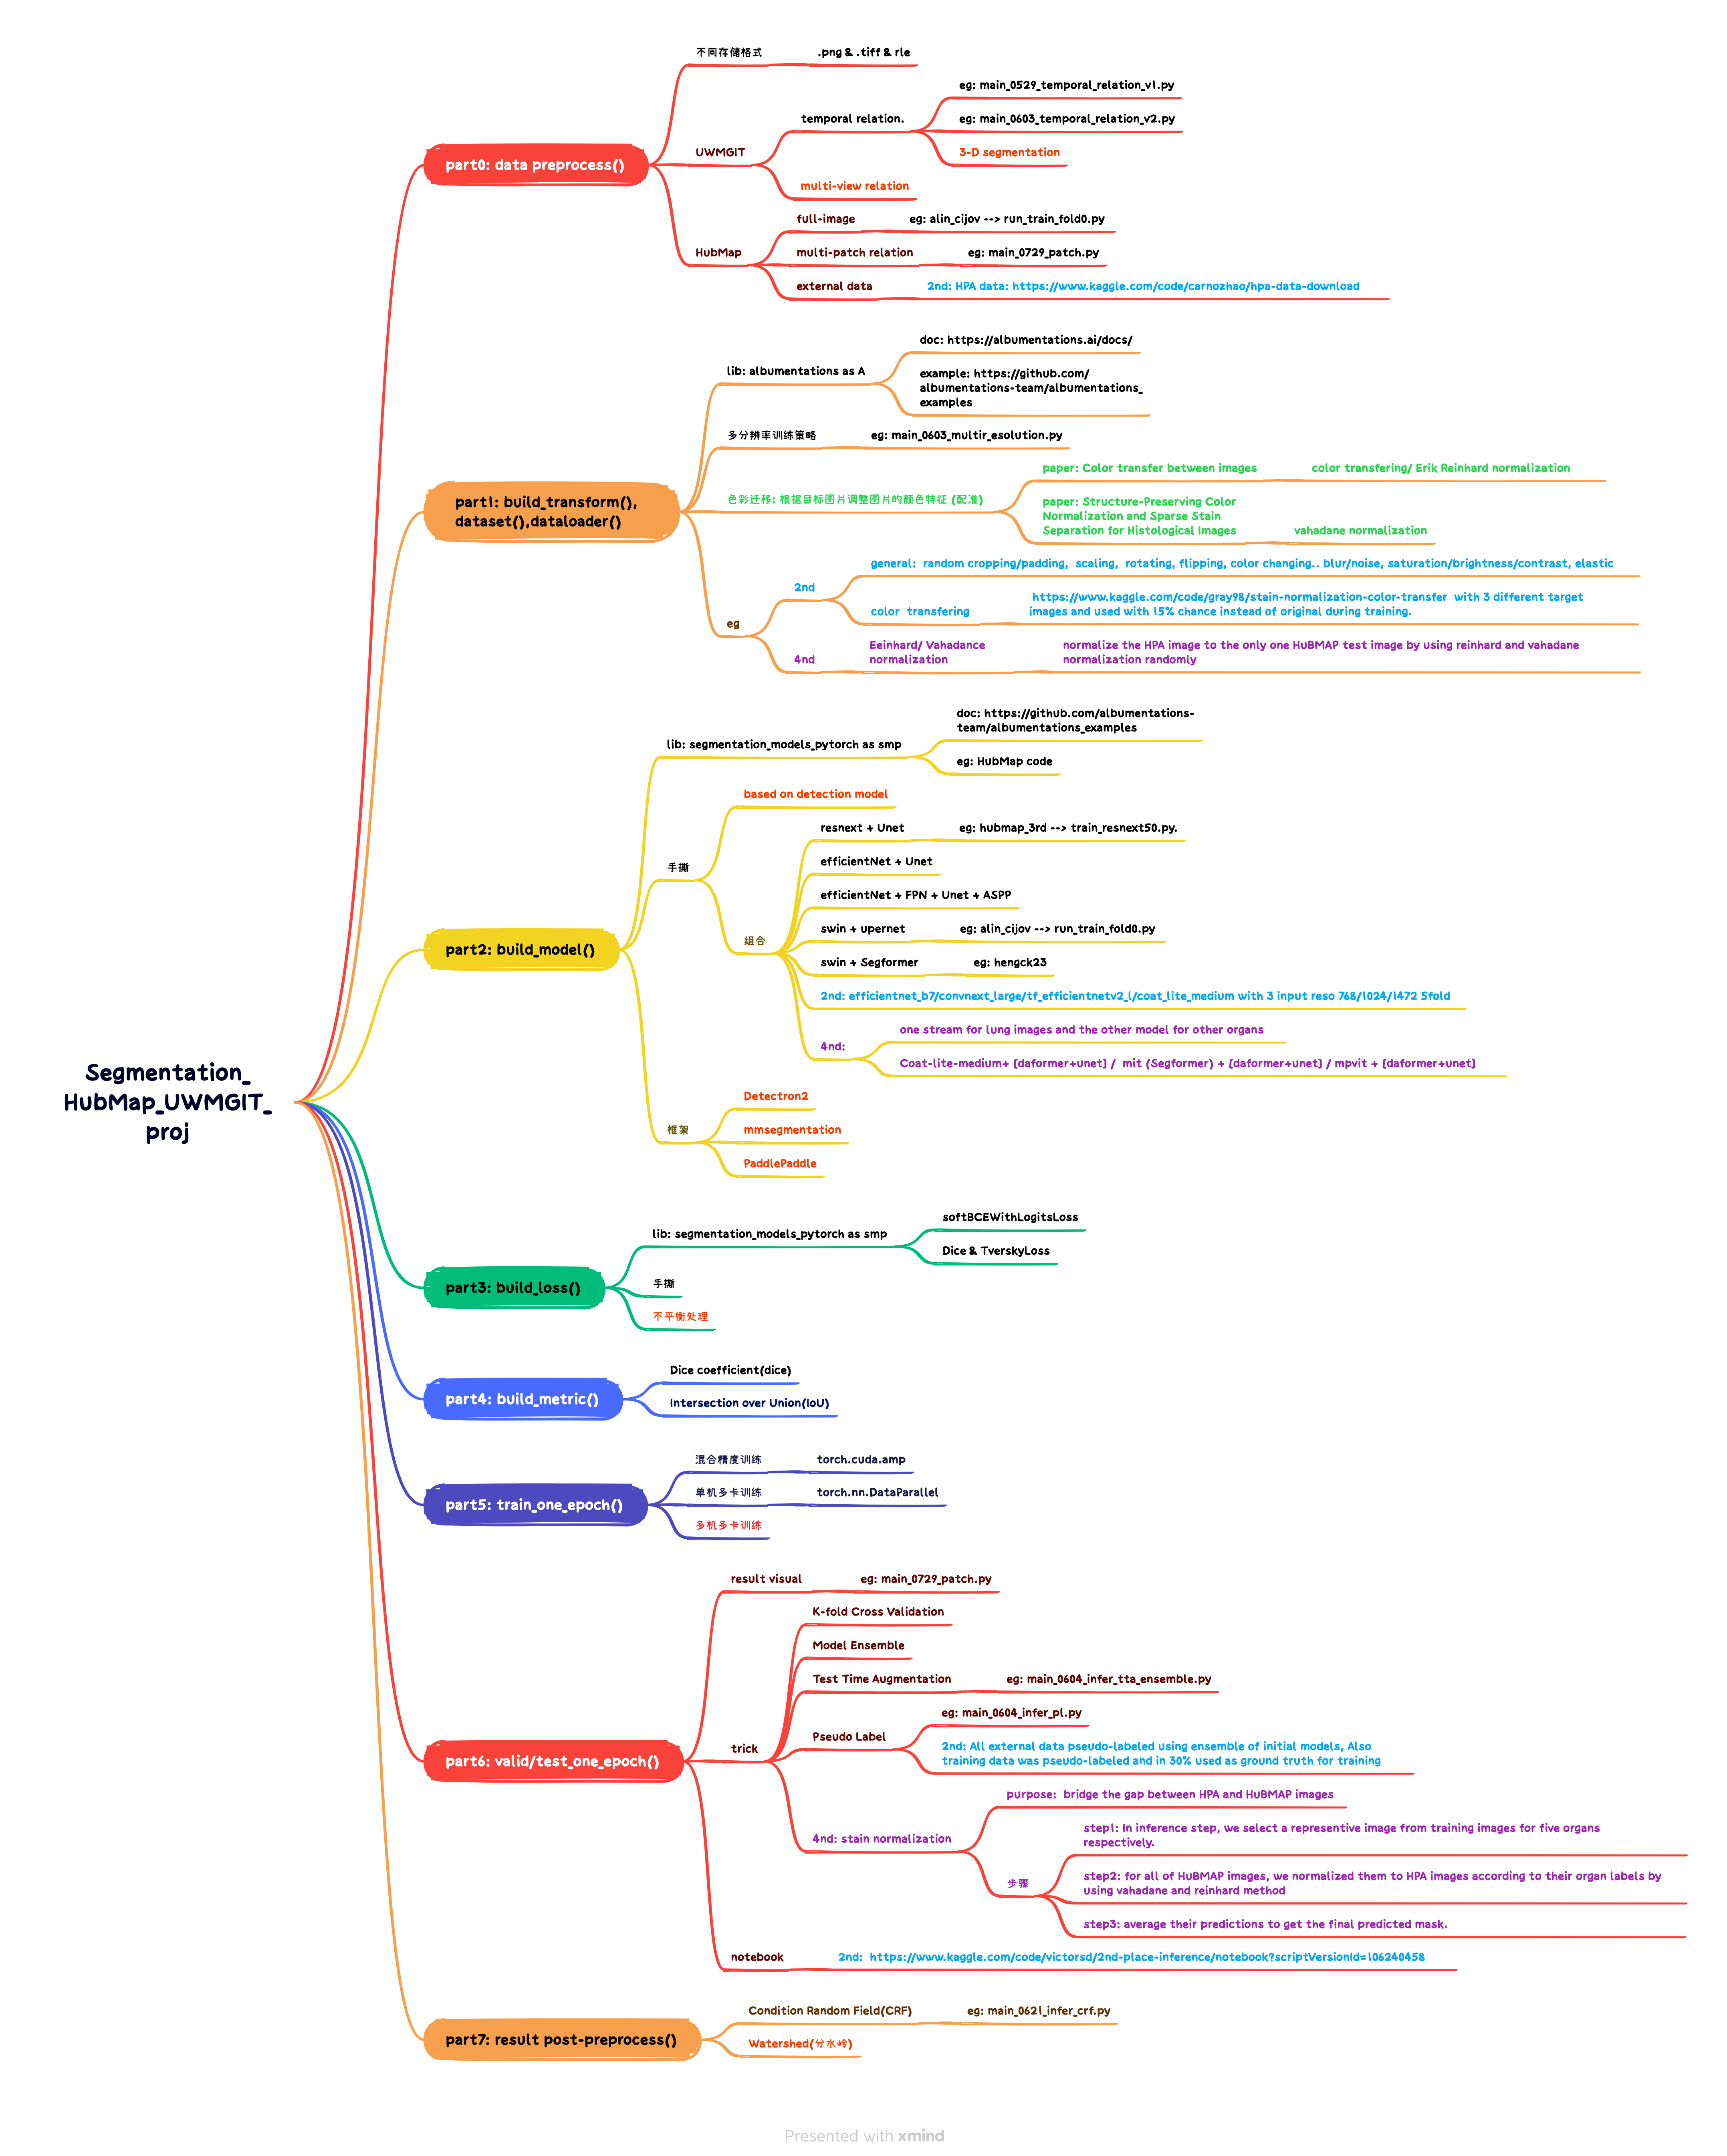 Segmentation_
HubMap_UWMGIT_
proj
part0: data preprocess()
不同存储格式
.png & .tiff & rle
UWMGIT
temporal relation.
eg: main_0529_temporal_relation_v1.py
eg: main_0603_temporal_relation_v2.py
3-D segmentation
multi-view relation
HubMap
full-image
eg: alin_cijov --> run_train_fold0.py
multi-patch relation
eg: main_0729_patch.py
external data
2nd: HPA data: https://www.kaggle.com/code/carnozhao/hpa-data-download
part1: build_transform(),
dataset(),dataloader()
lib: albumentations as A
doc: https://albumentations.ai/docs/
example: https://github.com/
albumentations-team/albumentations_
examples
多分辨率训练策略
eg: main_0603_multir_esolution.py
色彩迁移: 根据目标图片调整图片的颜色特征 (配准)
paper: Color transfer between images
color transfering/ Erik Reinhard normalization
paper: Structure-Preserving Color
Normalization and Sparse Stain
Separation for Histological Images
vahadane normalization
eg
2nd
general:  random cropping/padding,  scaling,  rotating, flipping, color changing.. blur/noise, saturation/brightness/contrast, elastic
color  transfering
https://www.kaggle.com/code/gray98/stain-normalization-color-transfer  with 3 different target
images and used with 15% chance instead of original during training.
4nd
Eeinhard/ Vahadance
normalization
normalize the HPA image to the only one HuBMAP test image by using reinhard and vahadane
normalization randomly
part2: build_model()
lib: segmentation_models_pytorch as smp
doc: https://github.com/albumentations-
team/albumentations_examples
eg: HubMap code
手撕
based on detection model
组合
resnext + Unet
eg: hubmap_3rd --> train_resnext50.py.
efficientNet + Unet
efficientNet + FPN + Unet + ASPP
swin + upernet
eg: alin_cijov --> run_train_fold0.py
swin + Segformer
eg: hengck23
2nd: efficientnet_b7/convnext_large/tf_efficientnetv2_l/coat_lite_medium with 3 input reso 768/1024/1472 5fold
4nd:
one stream for lung images and the other model for other organs
Coat-lite-medium+ [daformer+unet] /  mit (Segformer) + [daformer+unet] / mpvit + [daformer+unet]
框架
Detectron2
mmsegmentation
PaddlePaddle
part3: build_loss()
lib: segmentation_models_pytorch as smp
softBCEWithLogitsLoss
Dice & TverskyLoss
手撕
不平衡处理
part4: build_metric()
Dice coefficient(dice)
Intersection over Union(IoU)
part5: train_one_epoch()
混合精度训练
torch.cuda.amp
单机多卡训练
torch.nn.DataParallel
多机多卡训练
part6: valid/test_one_epoch()
result visual
eg: main_0729_patch.py
trick
K-fold Cross Validation
Model Ensemble
Test Time Augmentation
eg: main_0604_infer_tta_ensemble.py
Pseudo Label
eg: main_0604_infer_pl.py
2nd: All external data pseudo-labeled using ensemble of initial models, Also
training data was pseudo-labeled and in 30% used as ground truth for training
4nd: stain normalization
purpose:  bridge the gap between HPA and HuBMAP images
步骤
step1: In inference step, we select a representive image from training images for five organs
respectively.
step2: for all of HuBMAP images, we normalized them to HPA images according to their organ labels by
using vahadane and reinhard method
step3: average their predictions to get the final predicted mask.
notebook
2nd:  https://www.kaggle.com/code/victorsd/2nd-place-inference/notebook?scriptVersionId=106240458
part7: result post-preprocess()
Condition Random Field(CRF)
eg: main_0621_infer_crf.py
Watershed(分水岭)
Presented with xmind